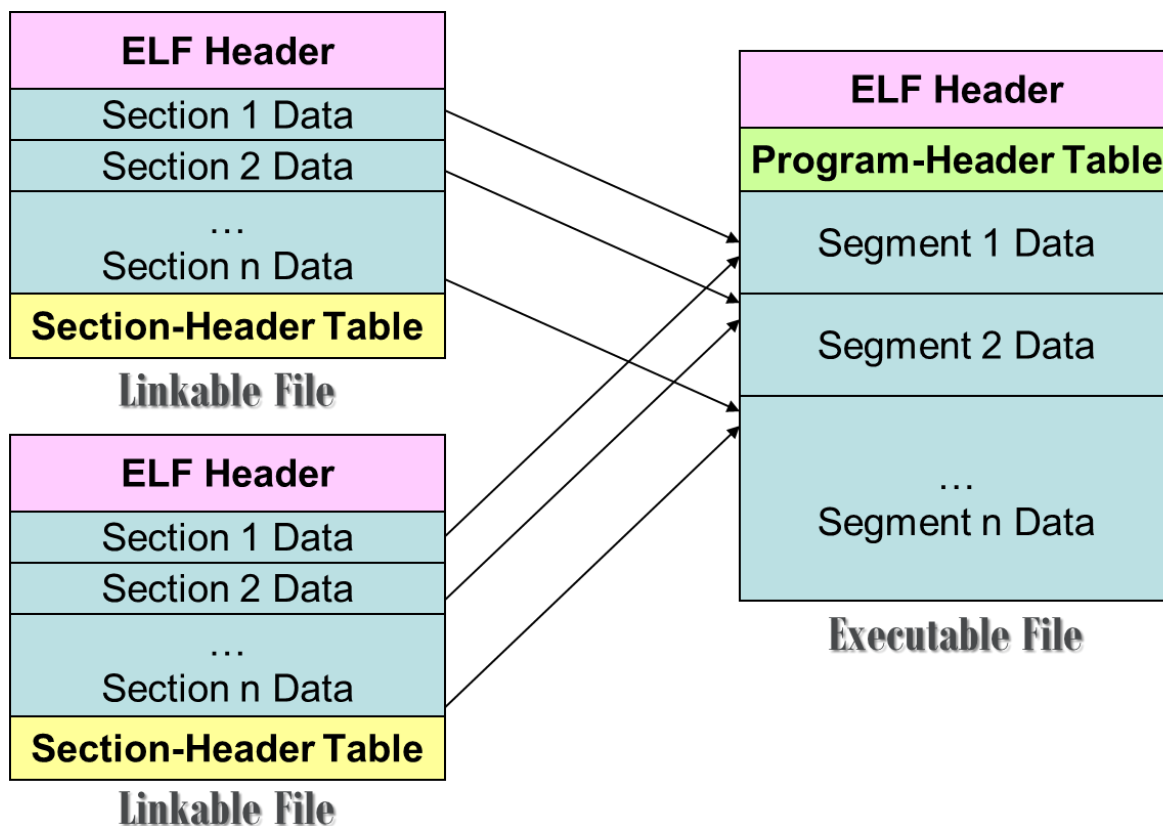 ELF Header
Section 1 Data
Section 2 Data
…
Section n Data
Section-Header Table
Linkable File
ELF Header
Section 1 Data
Section 2 Data
…
Section n Data
Section-Header Table
Linkable File
ELF Header
Program-Header Table
Segment 1 Data
Segment 2 Data
…
Segment n Data
Executable File